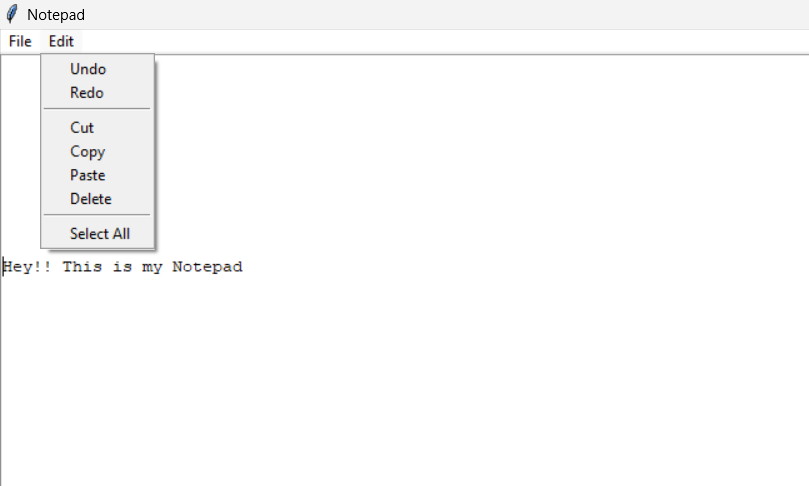 Notepad
File Edit
Undo
Redo
Cut
Copy
Paste
Delete
Select All
Hey!! This is my Notepad